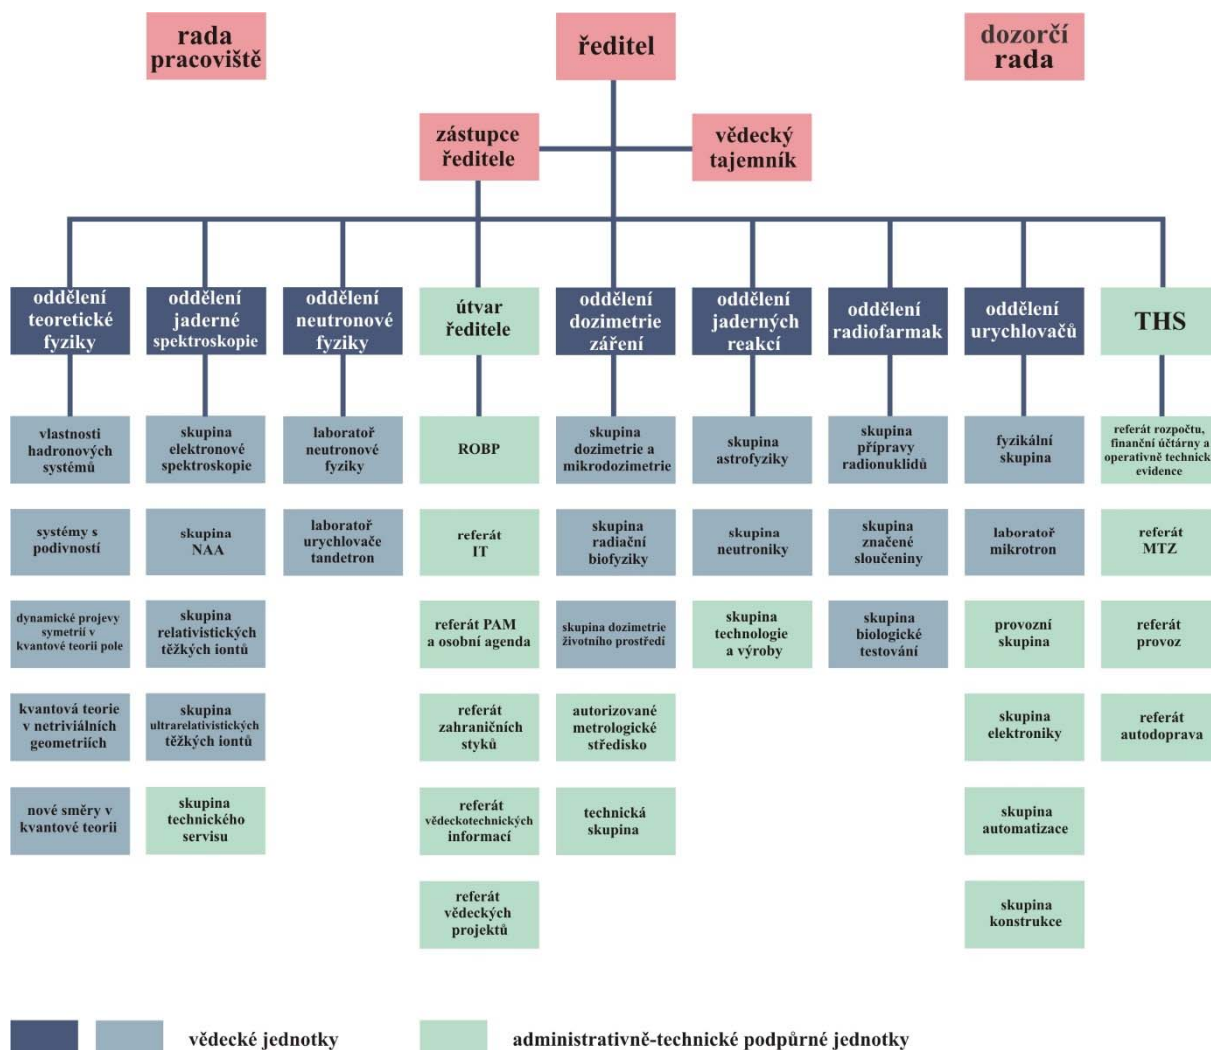 rada
pracoviště
ředitel
dozorčí
rada
zástupce
ředitele
vědecký
tajemník
oddělení
teoretické
fyziky
oddělení
jaderné
spektroskopie
oddělení
neutronové
fyziky
útvar
ředitele
oddělení
dozimetrie
záření
oddělení
jaderných
reakcí
oddělení
radiofarmak
oddělení
urychlovačů
THS
vlastnosti
hadronových
systémů
skupina
elektronové
spektroskopie
laboratoř
neutronové
fyziky
ROBP
skupina
dozimetrie a
mikrodozimetrie
skupina
astrofyziky
skupina
přípravy
radionuklidů
fyzikální
skupina
referát rozpočtu,
finanční účtárny a
operativně technick
evidence
systémy s
podivností
skupina
NAA
laboratoř
urychlovače
tandetron
referát
IT
skupina
radiační
biofyziky
skupina
neutroniky
skupina
značené
sloučeniny
laboratoř
mikrotron
referát
MTZ
dynamické projevy
symetrií v
kvantové teorii pole
skupina
relativistických
těžkých iontů
referát PAM
a osobní agenda
skupina dozimetrie
životního prostředí
skupina
technologie
a výroby
skupina
biologické
testování
provozní
skupina
referát
provoz
kvantová teorie
v netriviálních
geometriích
skupina
ultrarelativistických
těžkých iontů
referát
zahraničních
styků
autorizované
metrologické
středisko
skupina
elektroniky
referát
autodoprava
nové směry v
kvantové teorii
skupina
technického
servisu
referát
vědeckotechnických
informací
technická
skupina
skupina
automatizace
referát
vědeckých
projektů
skupina
konstrukce
vědecké jednotky
administrativně-technické podpůrné jednotky